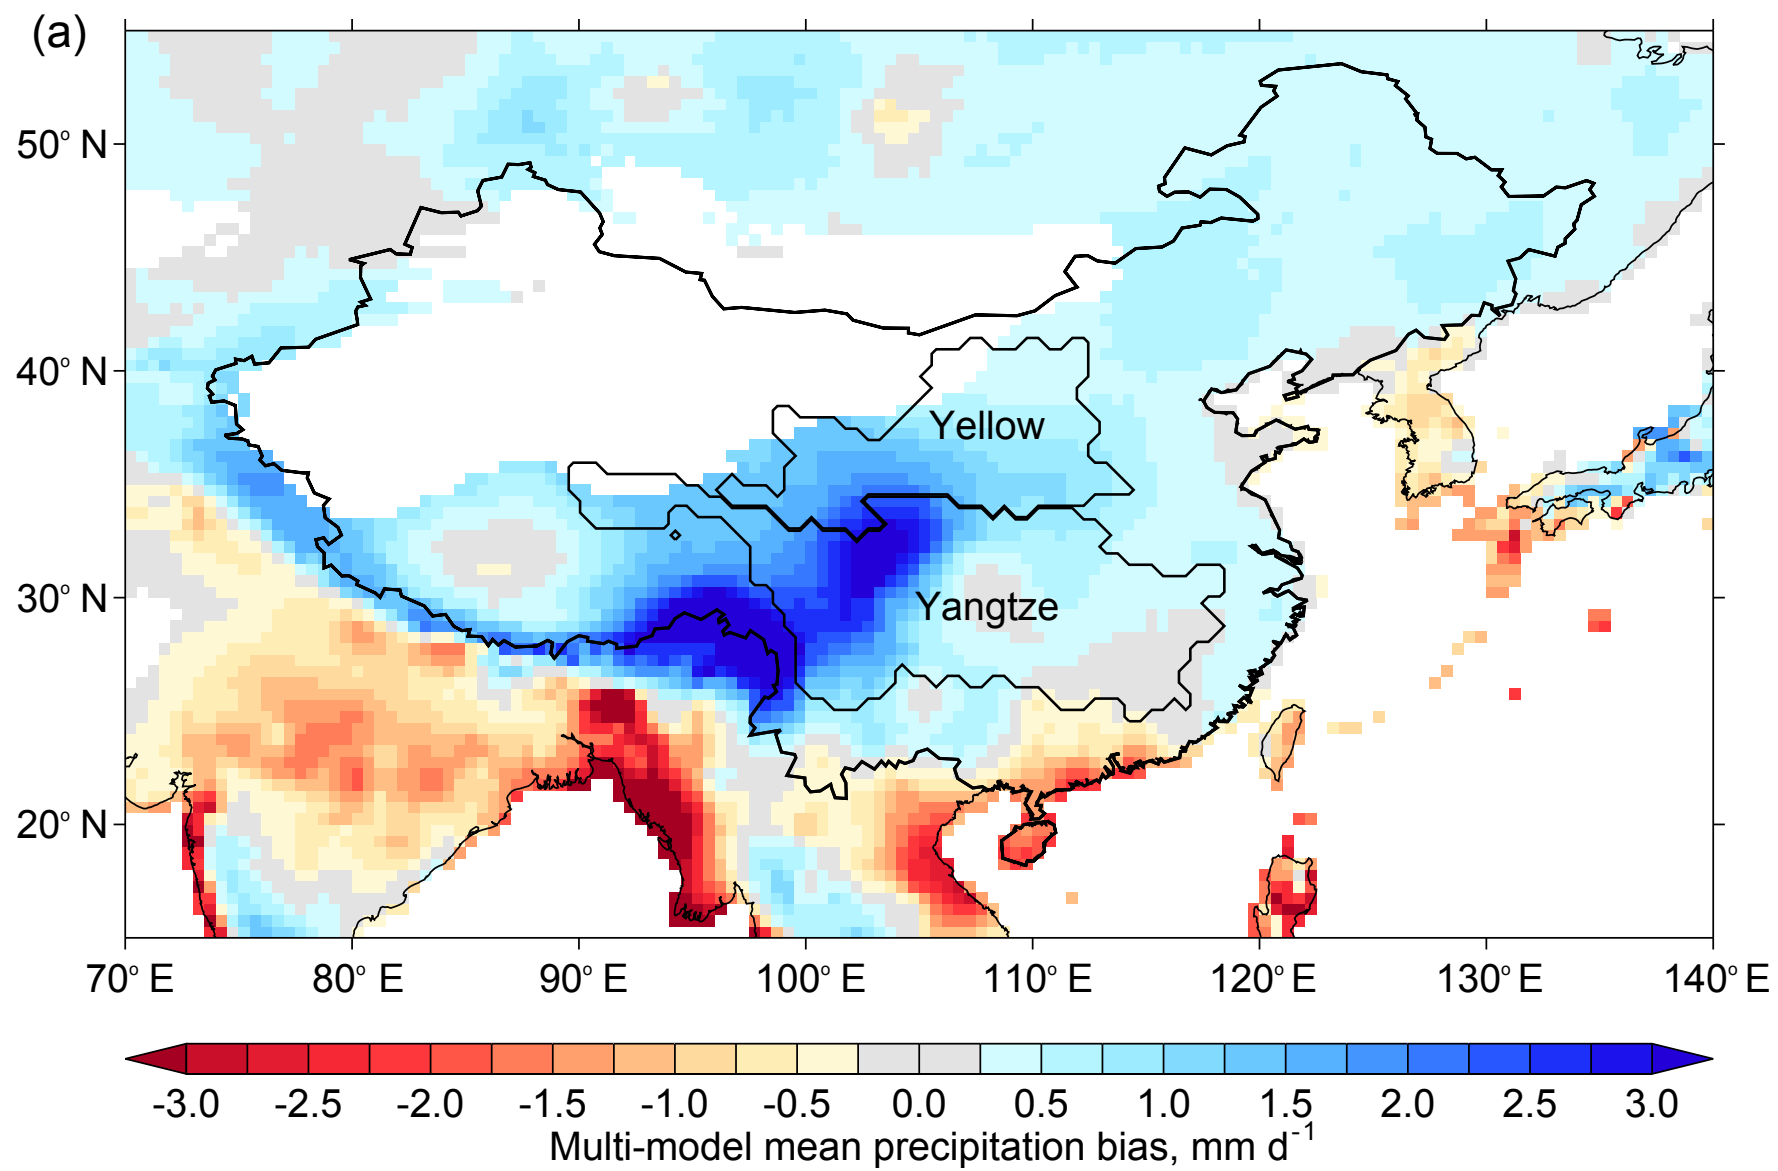 (a)
50° N
40° N
Yellow
30° N
Yangtze
20° N
70° E 80° E 90° E 100° E 110° E 120° E 130° E 140° E
-3.0 -2.5 -2.0 -1.5 -1.0 -0.5 0.0 0.5 1.0 1.5 2.0 2.5 3.0
Multi-model mean precipitation bias, mm d⁻¹